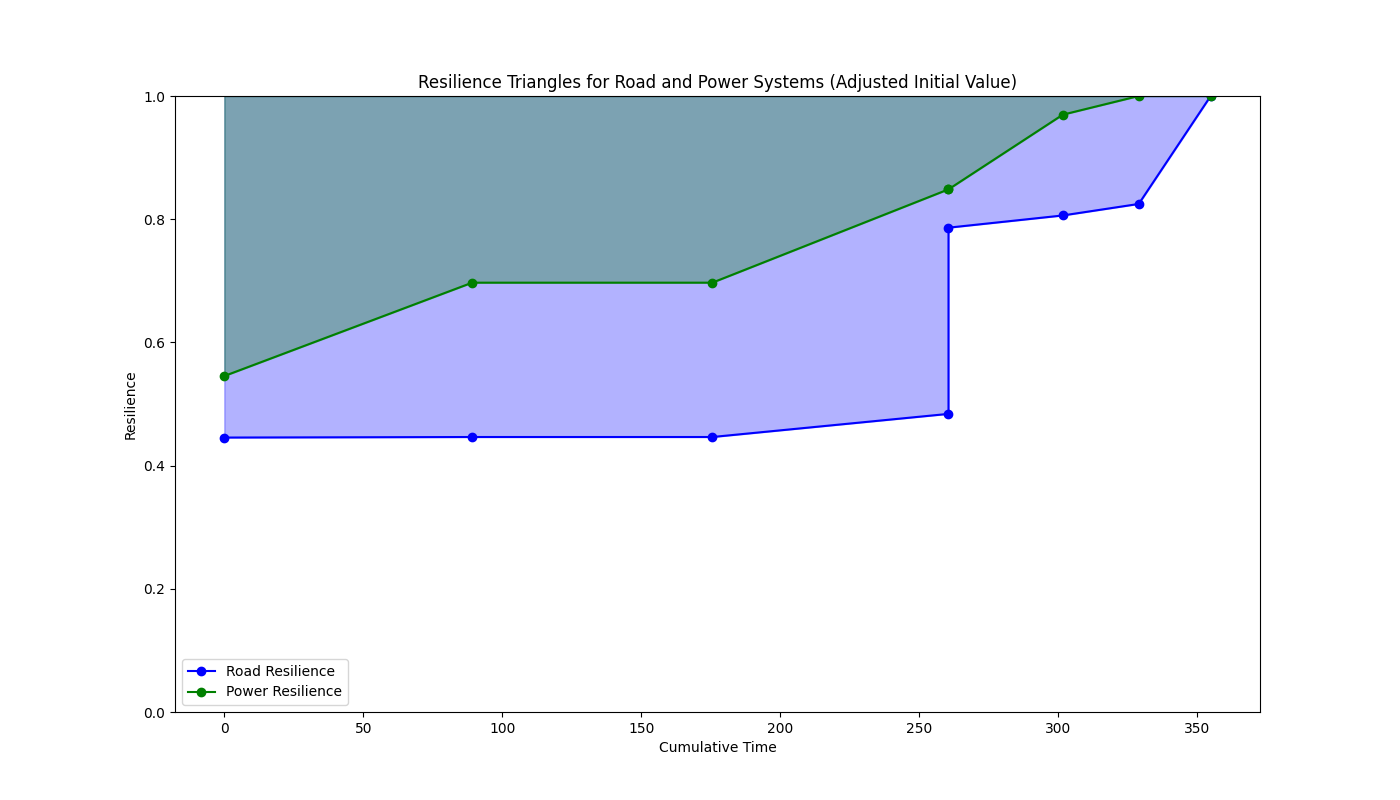 Resilience Triangles for Road and Power Systems (Adjusted Initial Value)
1.0
0.8
0.6
0.4
0.2
0.0
Resilience
Road Resilience
Power Resilience
0 50 100 150 200 250 300 350
Cumulative Time